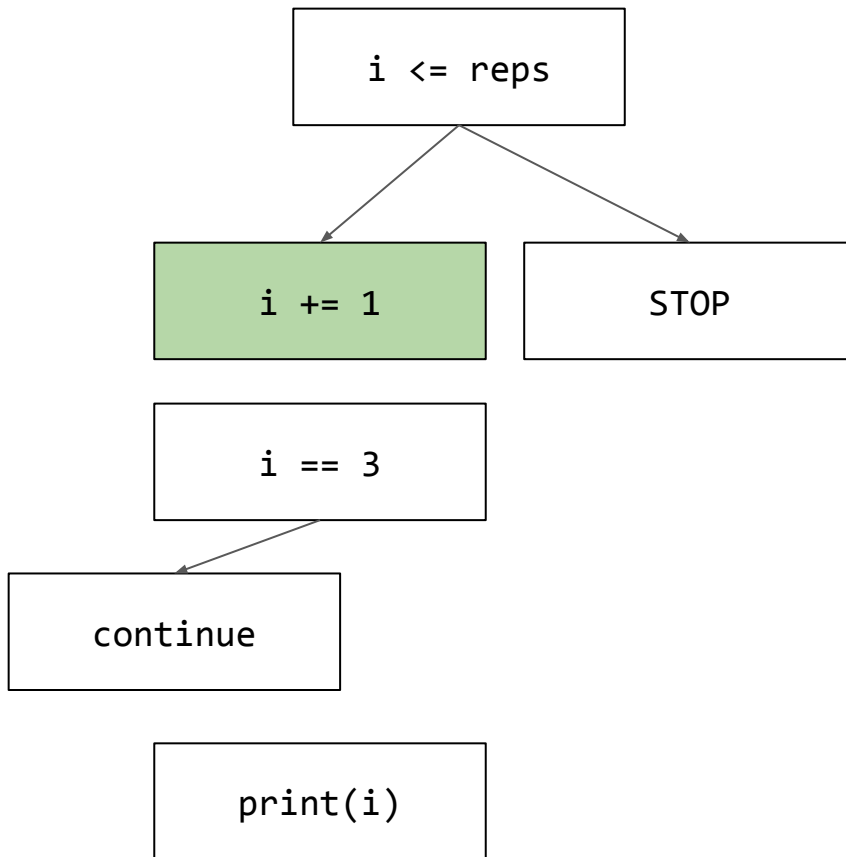 i <= reps
i += 1
STOP
i == 3
continue
print(i)